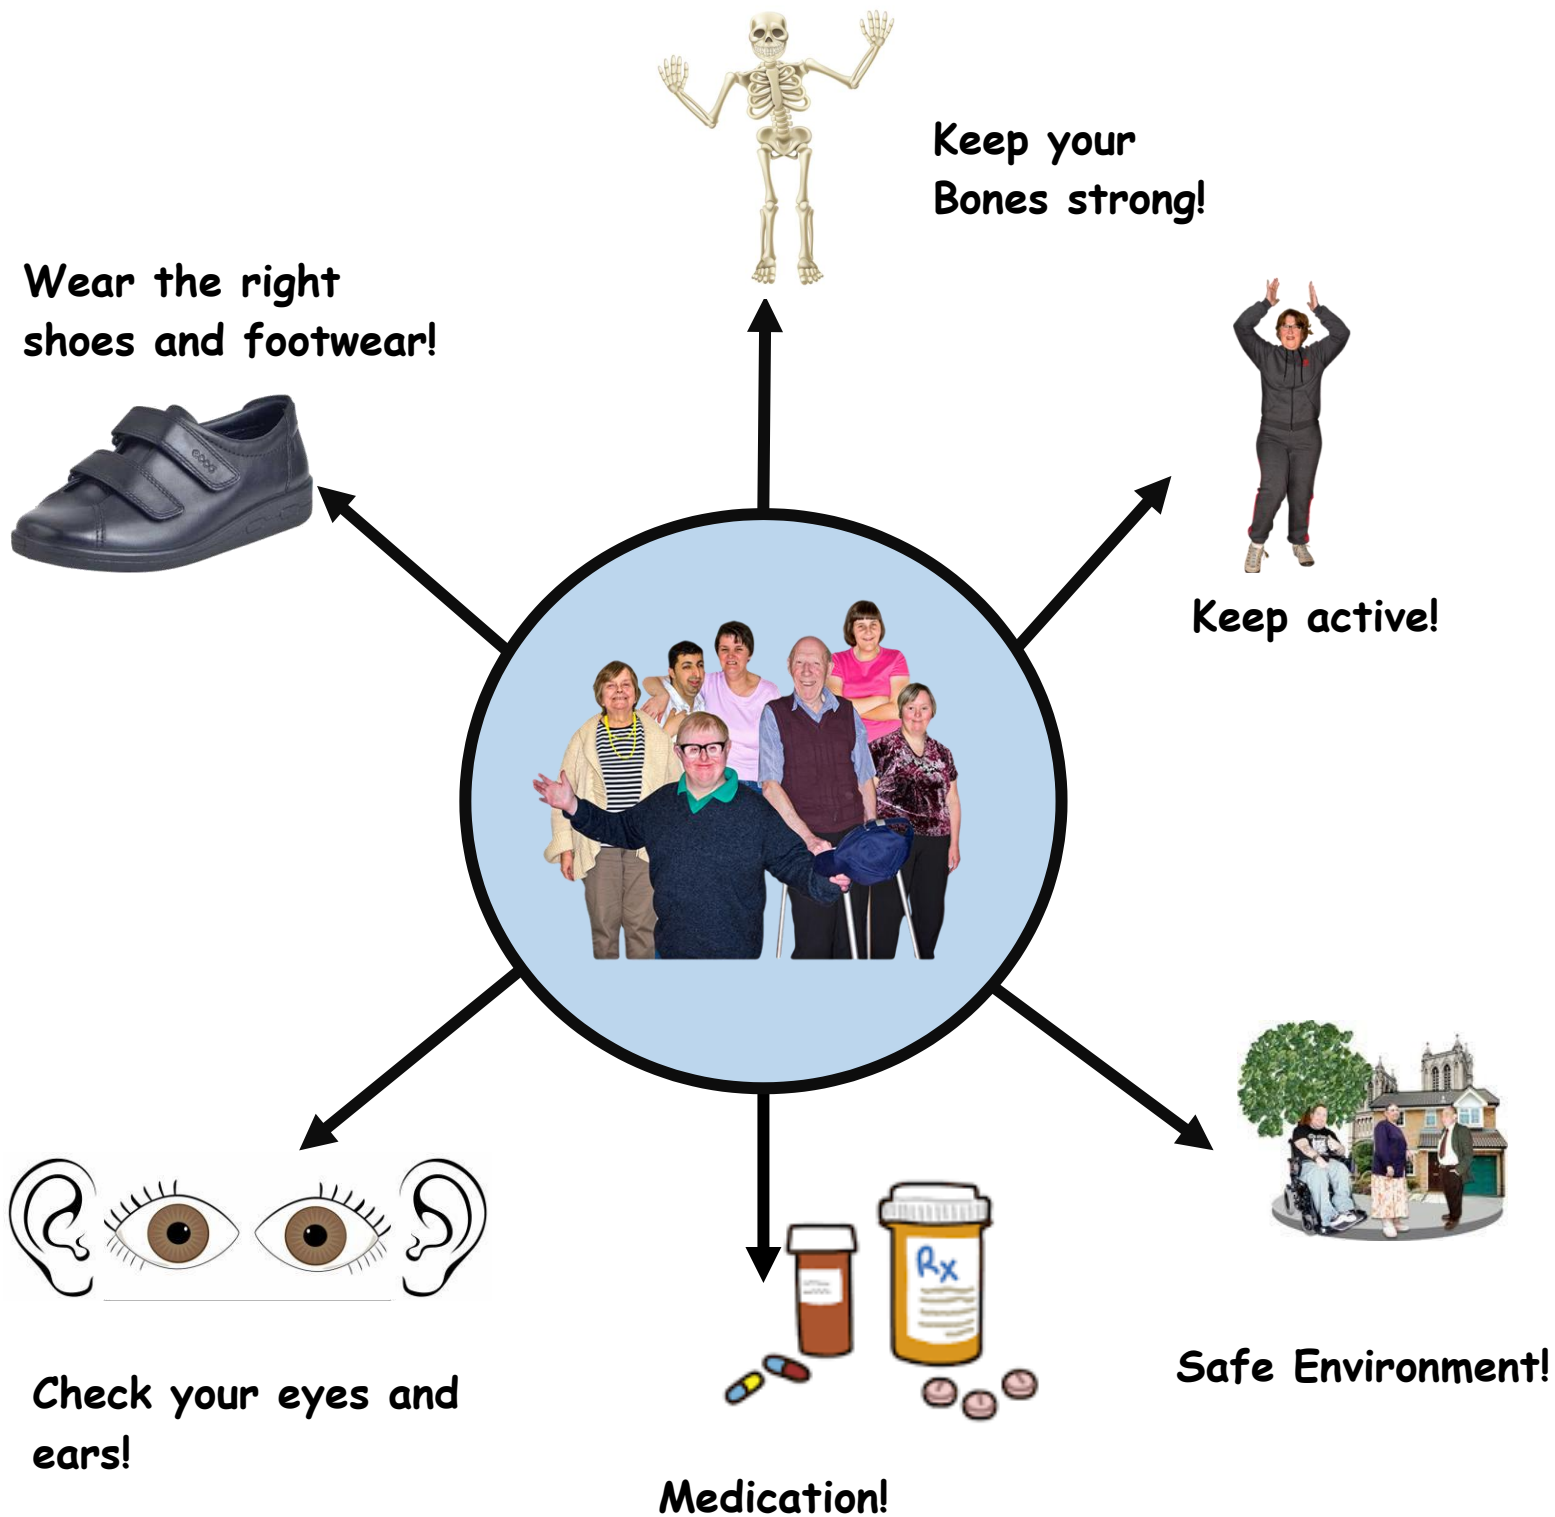 Keep your
Bones strong!
Wear the right
shoes and footwear!
Keep active!
Rx
Safe Environment!
Check your eyes and
ears!
Medication!